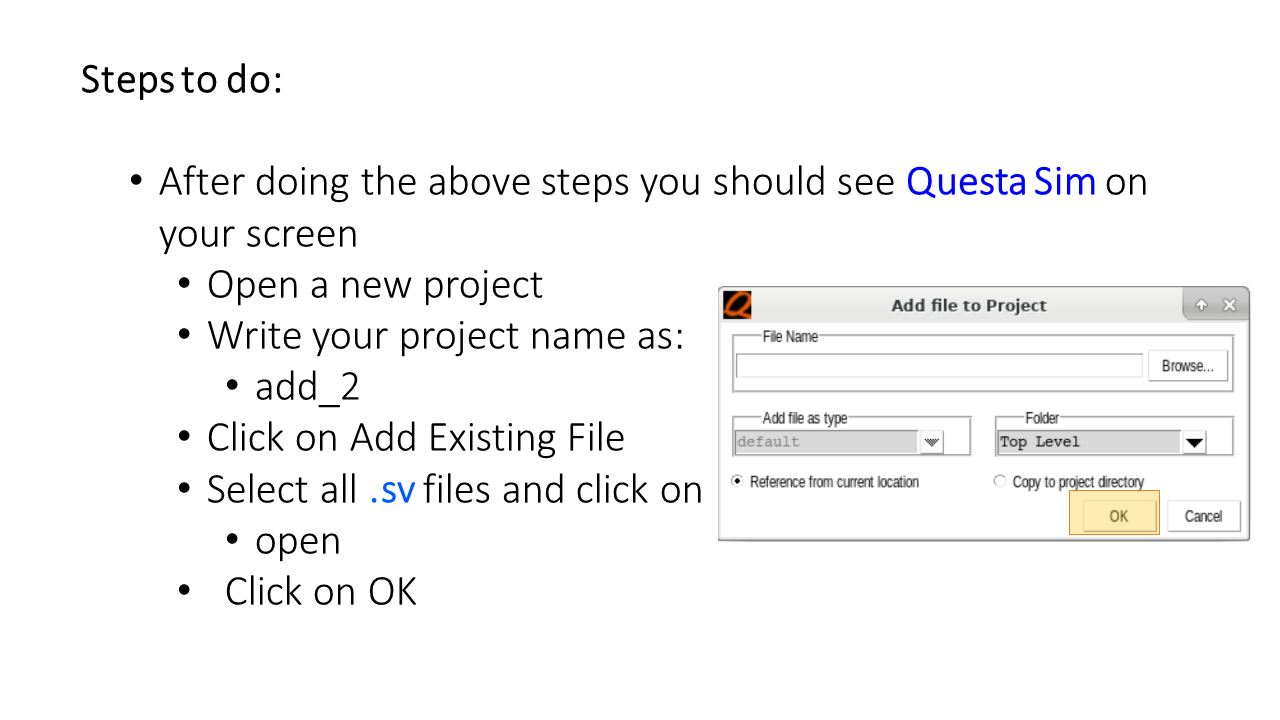 Steps to do:
• After doing the above steps you should see Questa Sim on
your screen
• Open a new project
• Write your project name as:
• add_2
• Click on Add Existing File
• Select all .sv files and click on
• open
• Click on OK
Add file to Project
File Name
Browse...
Add file as type
Folder
default
Top Level
Reference from current location
Copy to project directory
OK
Cancel